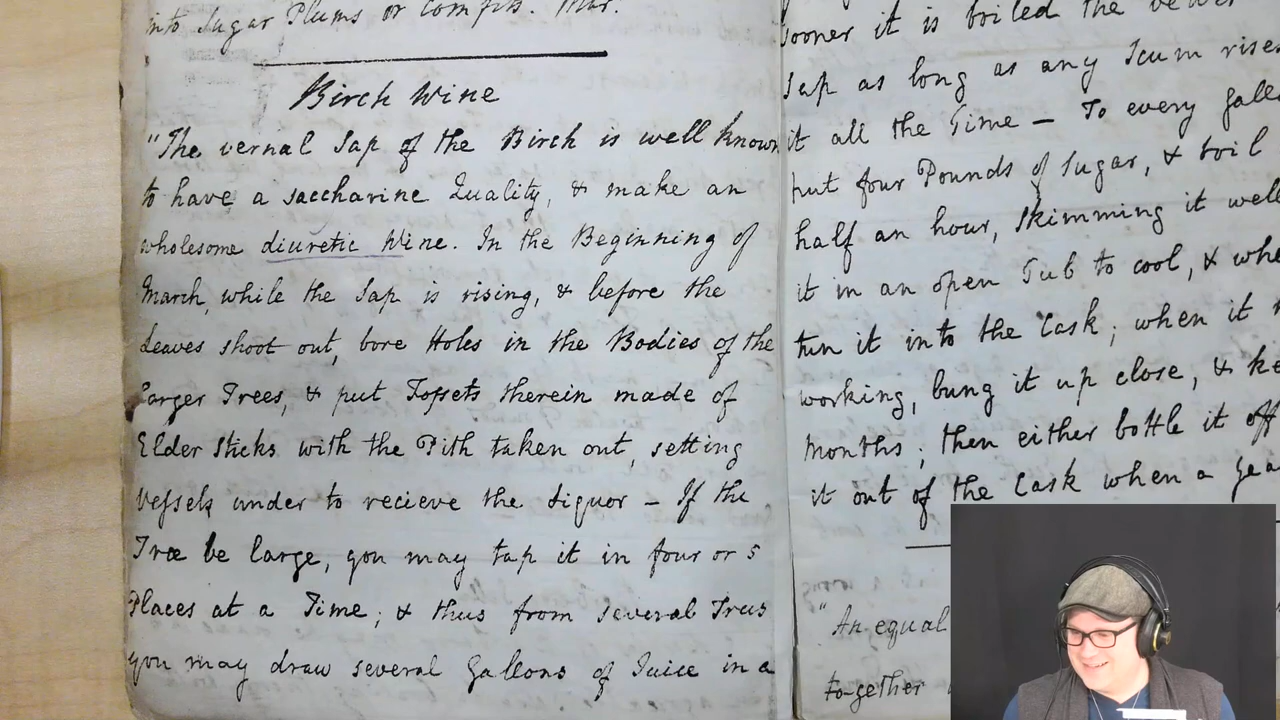 into Sugar Plums or Comfits. Mar.
Birch Wine
"The vernal Sap of the Birch is well known
to have a saccharine Quality, & make an
wholesome diuretic Wine. In the Beginning of
March, while the Sap is rising, & before the
Leaves shoot out, bore Holes in the Bodies of the
larger Trees, & put Fossets therein made of
Elder Sticks with the Pith taken out, setting
Vessels under to recieve the Liquor – If the
Tree be large, you may tap it in four or 5
Places at a Time; & thus from several Trees
you may draw several Gallons of Juice in a
sooner it is boiled the better
Sap as long as any Scum rises
it all the Time – To every
put four Pounds of Sugar, & boil
half an hour, Skimming it well
it in an open Tub to cool, &
tun it into the Cask; when it
working, bung it up close, &
Months; then either bottle it off
it out of the Cask when a
"An equal
together